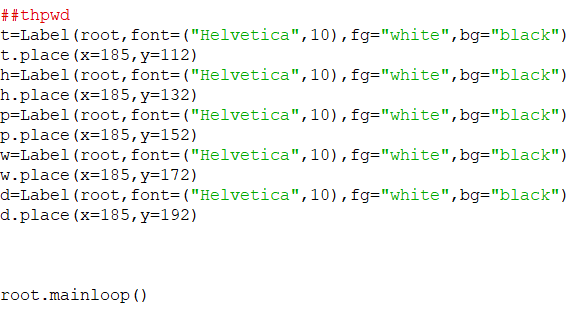 ##thpwd
t=Label(root,font=("Helvetica",10),fg="white",bg="black")
t.place(x=185,y=112)
h=Label(root,font=("Helvetica",10),fg="white",bg="black")
h.place(x=185,y=132)
p=Label(root,font=("Helvetica",10),fg="white",bg="black")
p.place(x=185,y=152)
w=Label(root,font=("Helvetica",10),fg="white",bg="black")
w.place(x=185,y=172)
d=Label(root,font=("Helvetica",10),fg="white",bg="black")
d.place(x=185,y=192)
root.mainloop()